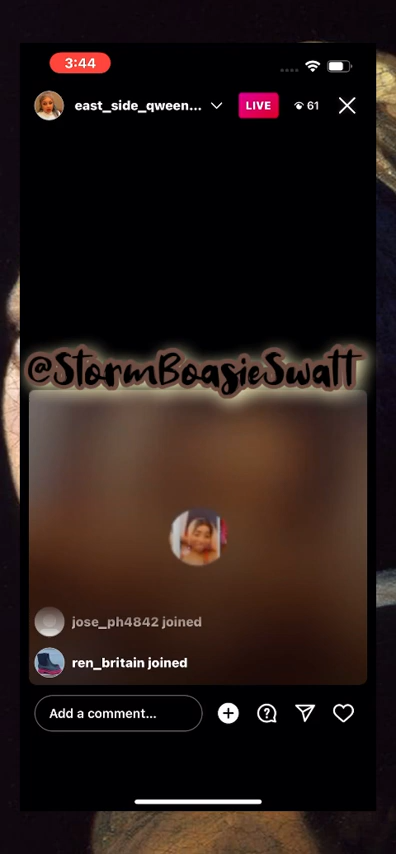 3:44
east_side_qween...
LIVE
61
@StormBoasieSwatt
jose_ph4842 joined
ren_britain joined
Add a comment...